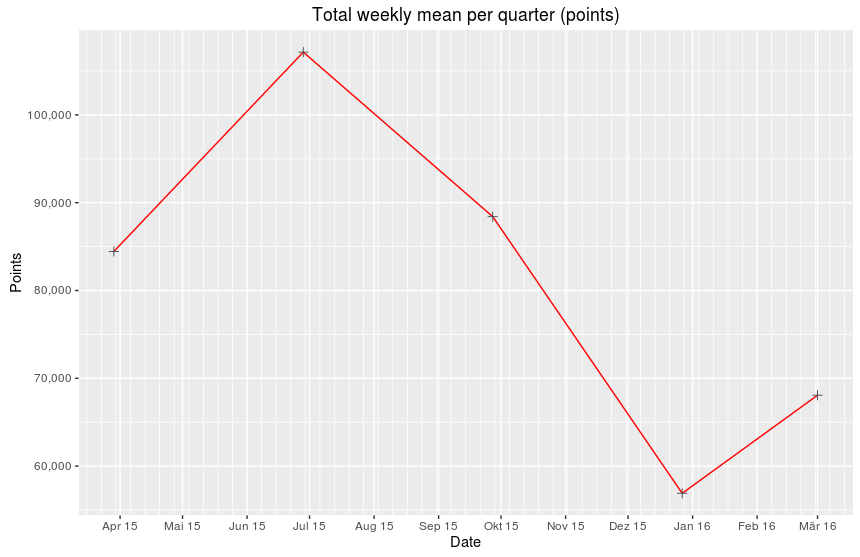 Total weekly mean per quarter (points)
Points
100,000
90,000
80,000
70,000
60,000
Apr 15 Mai 15 Jun 15 Jul 15 Aug 15 Sep 15 Okt 15 Nov 15 Dez 15 Jan 16 Feb 16 Mär 16
Date